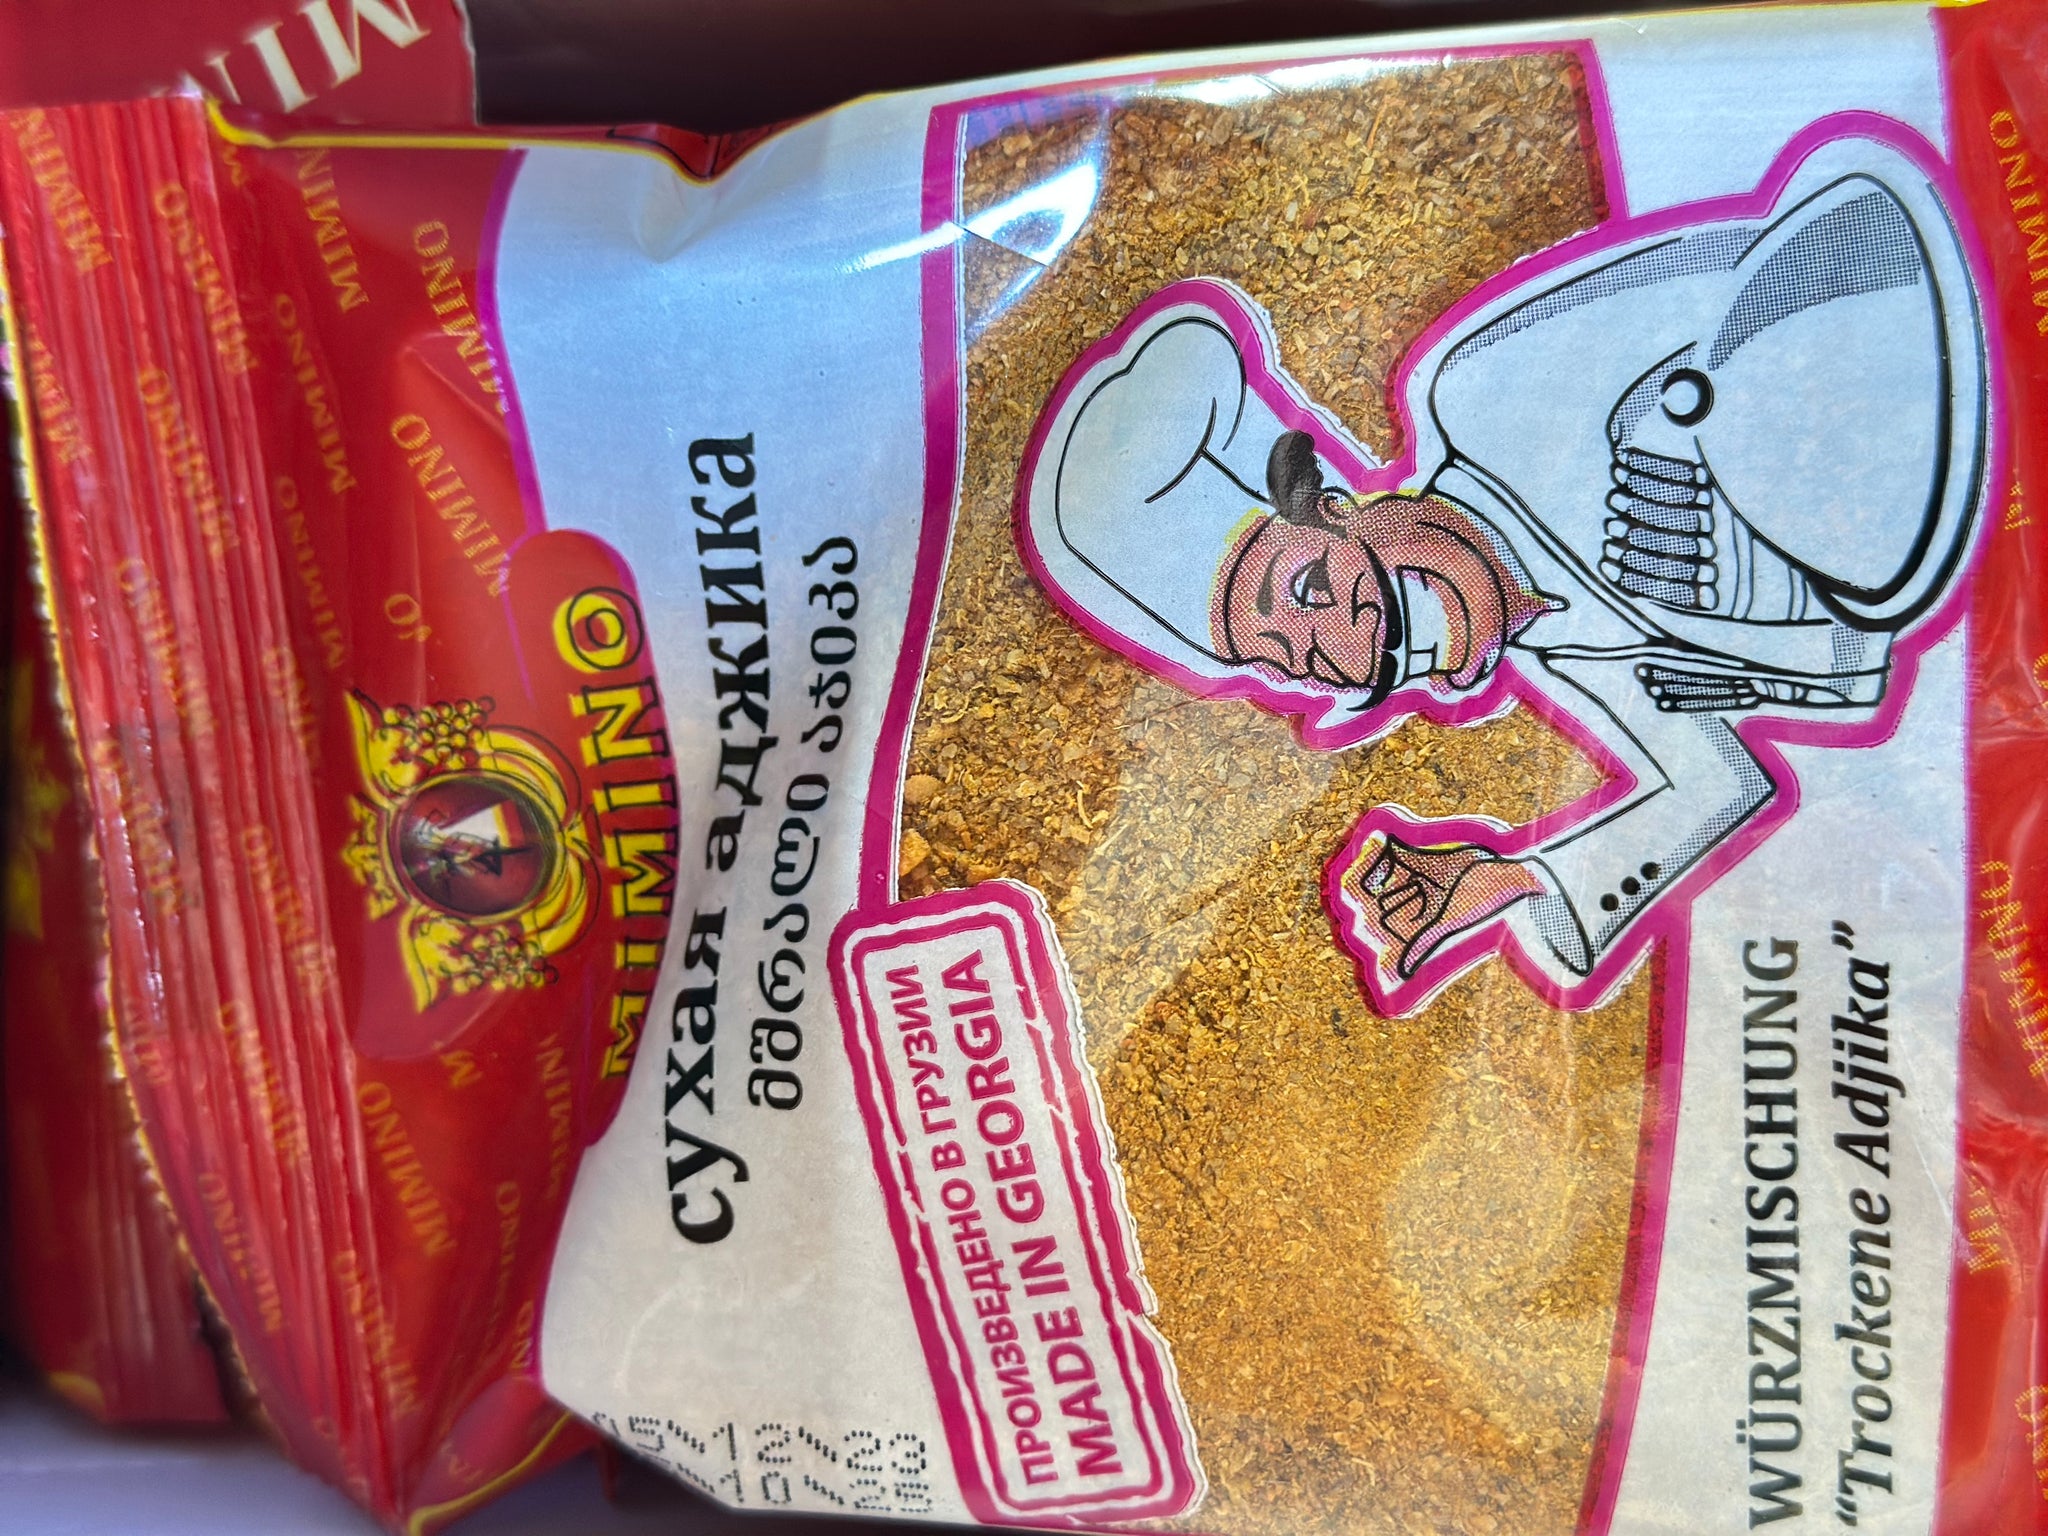 MIMINO
сухая аджика
მშრალი აჯიკა
ПРОИЗВЕДЕНО В ГРУЗИИ
MADE IN GEORGIA
WÜRZMISCHUNG
“Trockene Adjika”